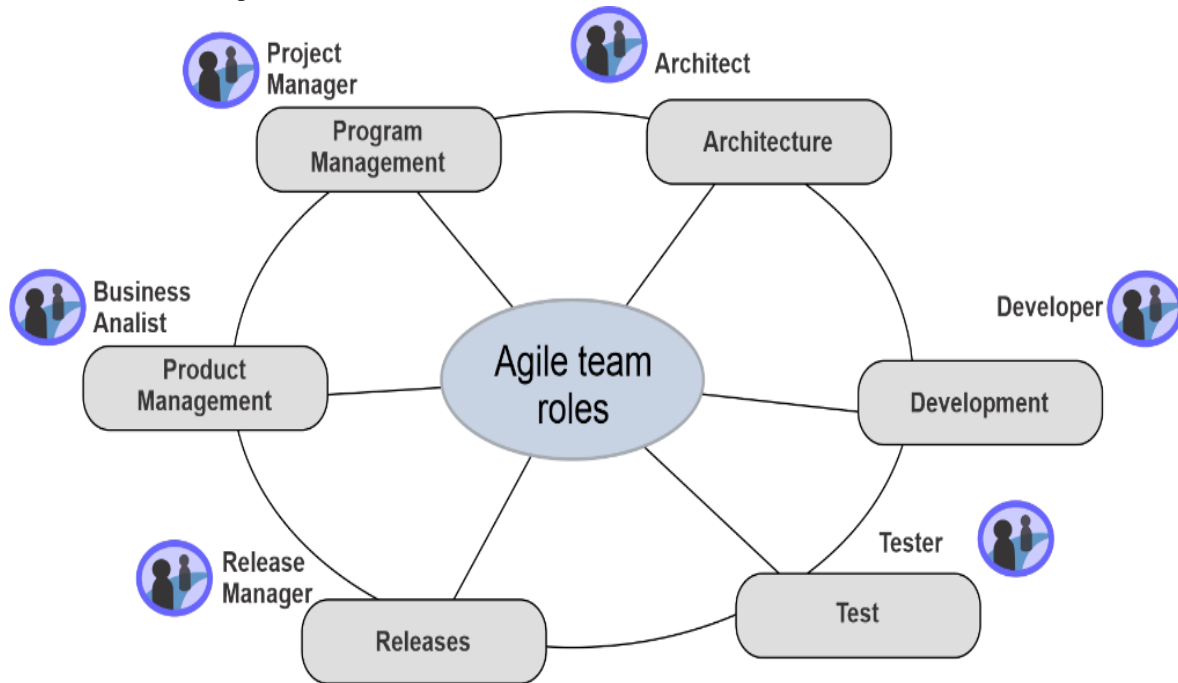 Project
Manager
Architect
Program
Management
Architecture
Business
Analist
Developer
Product
Management
Agile team
roles
Development
Release
Manager
Tester
Releases
Test